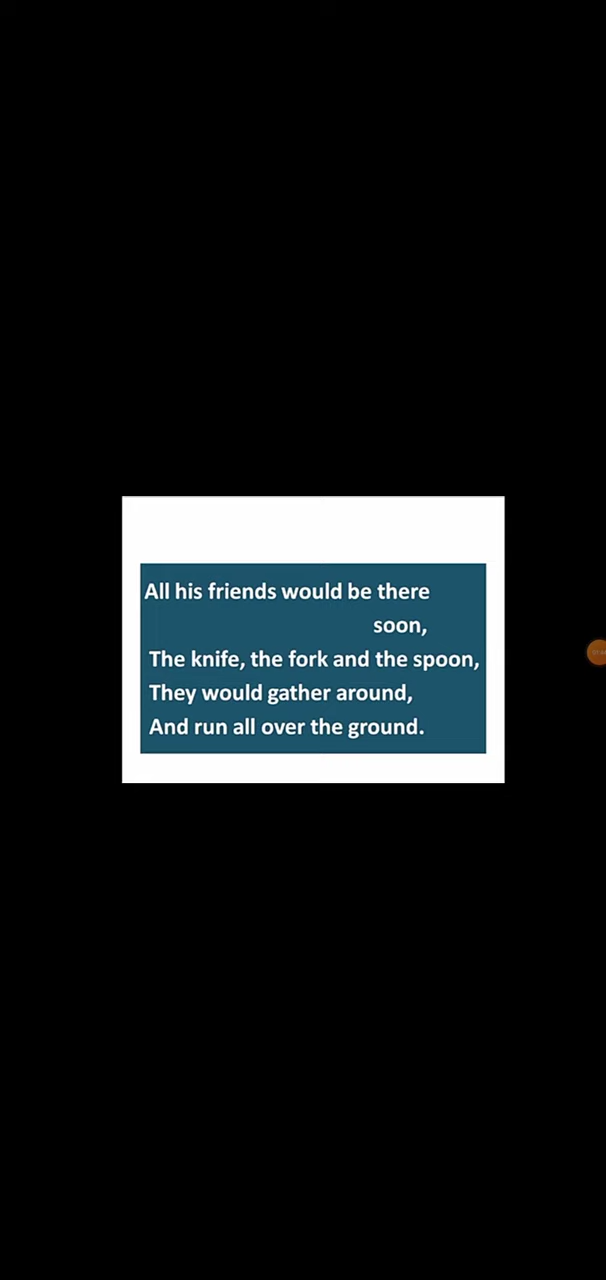 All his friends would be there
soon,
The knife, the fork and the spoon,
They would gather around,
And run all over the ground.